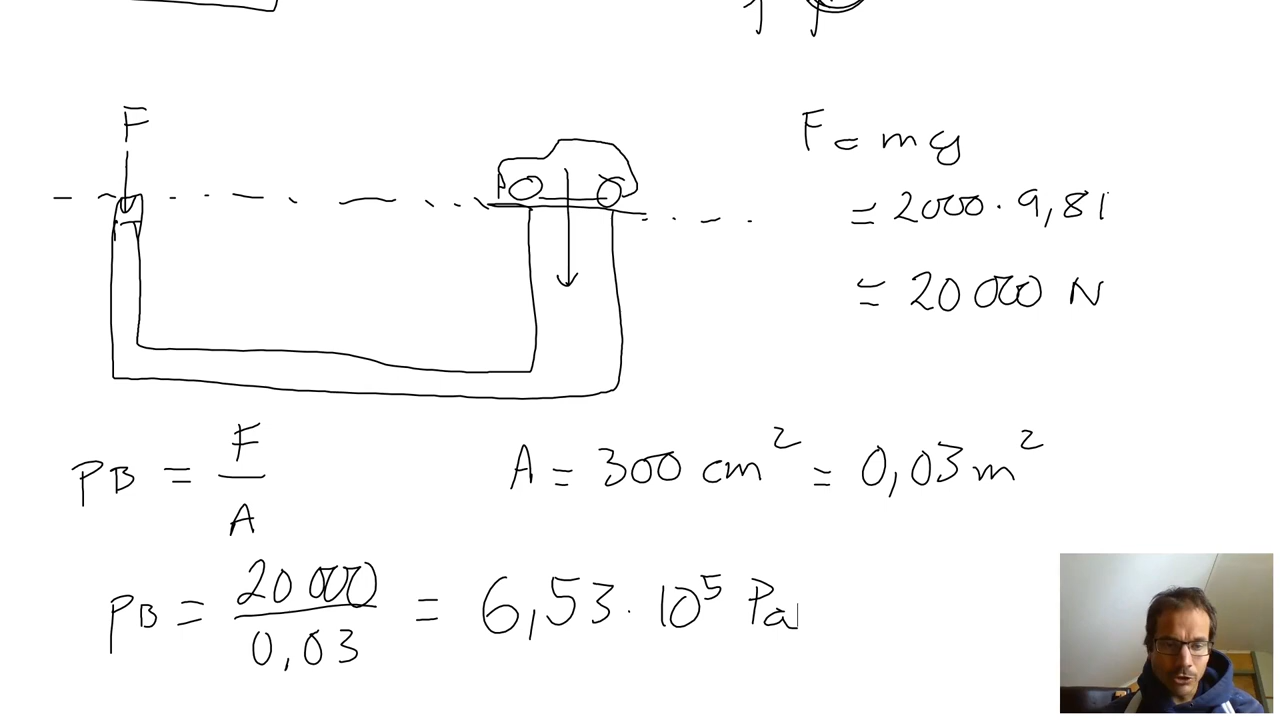 F
F = mg
= 2000 · 9,81
= 20 000 N
PB = F/A
A = 300 cm² = 0,03 m²
PB = 20 000/0,03 = 6,53 · 10⁵ Pa